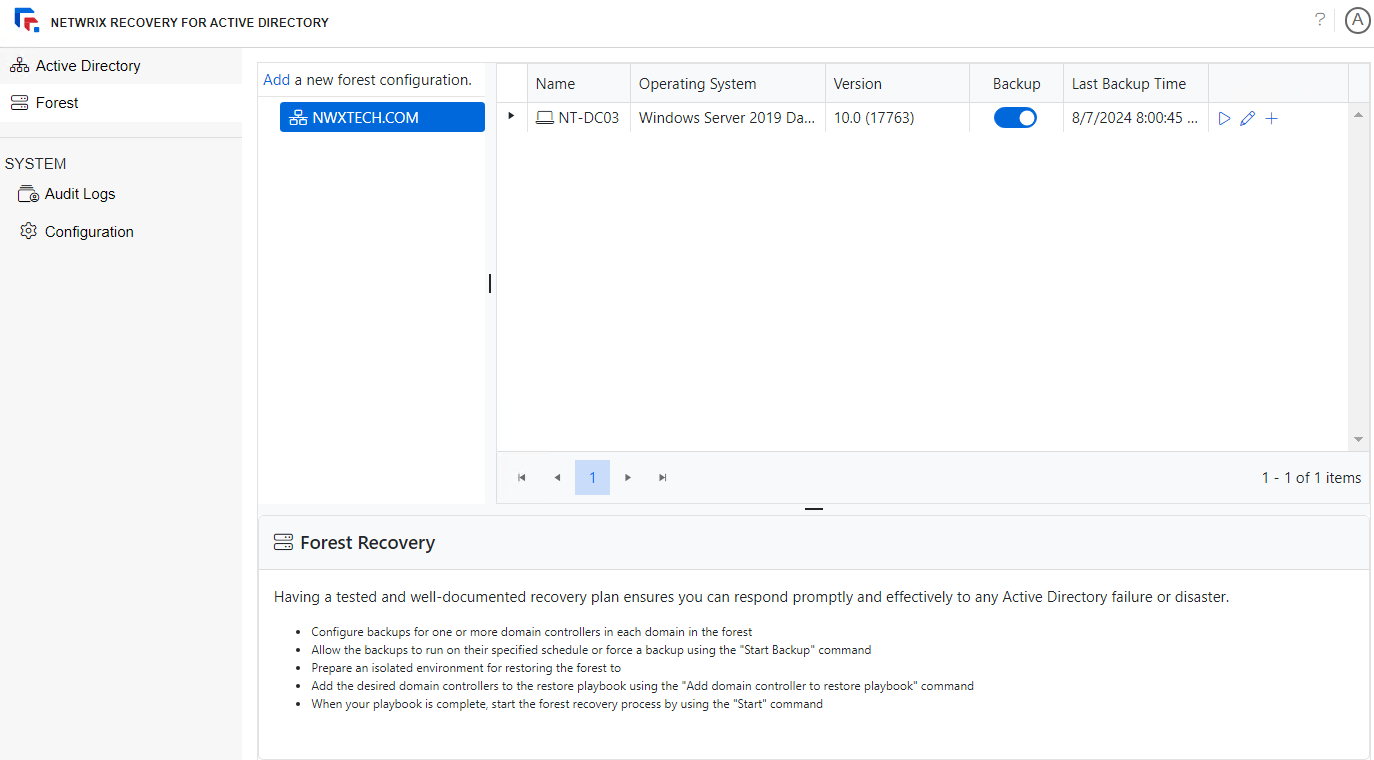 NETWRIX RECOVERY FOR ACTIVE DIRECTORY
? A
Active Directory
Forest
SYSTEM
Audit Logs
Configuration
Add a new forest configuration.
NWXTECH.COM
Name Operating System Version Backup Last Backup Time
NT-DC03 Windows Server 2019 Da... 10.0 (17763) 8/7/2024 8:00:45 ...
1
1 - 1 of 1 items
Forest Recovery
Having a tested and well-documented recovery plan ensures you can respond promptly and effectively to any Active Directory failure or disaster.
• Configure backups for one or more domain controllers in each domain in the forest
• Allow the backups to run on their specified schedule or force a backup using the "Start Backup" command
• Prepare an isolated environment for restoring the forest to
• Add the desired domain controllers to the restore playbook using the "Add domain controller to restore playbook" command
• When your playbook is complete, start the forest recovery process by using the "Start" command